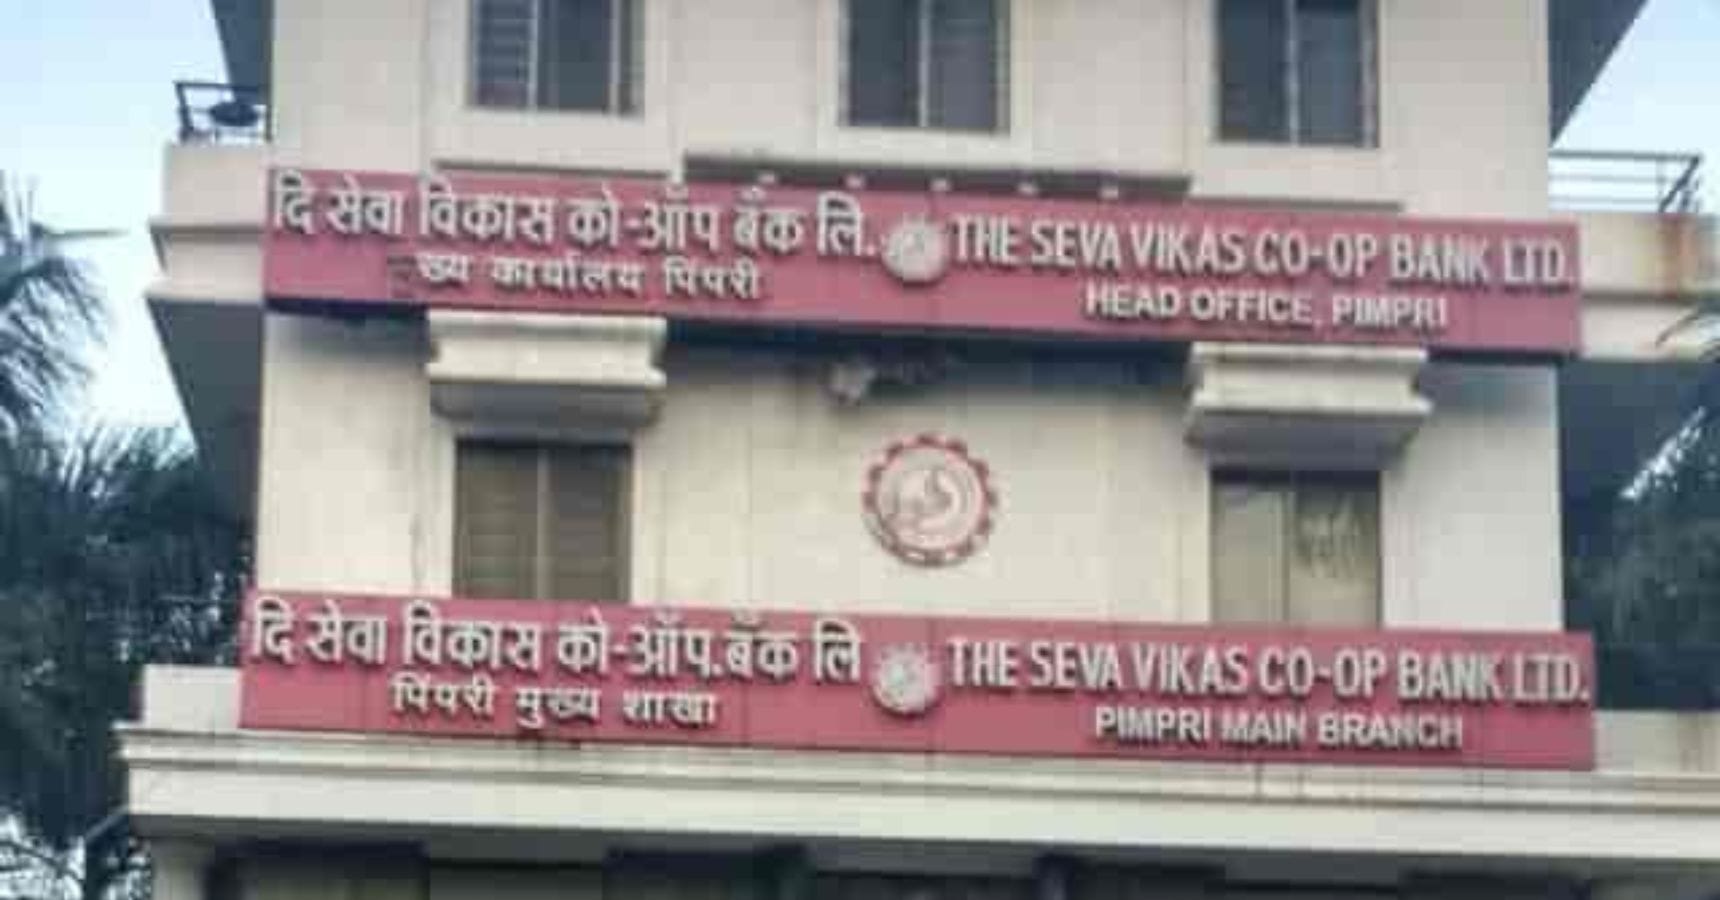 दि सेवा विकास को-ऑप बँक लि.
ख्य कार्यालय पिंपरी
THE SEVA VIKAS CO-OP BANK LTD.
HEAD OFFICE, PIMPRI
दि सेवा विकास को-ऑप.बँक लि
पिंपरी मुख्य शाखा
THE SEVA VIKAS CO-OP BANK LTD.
PIMPRI MAIN BRANCH